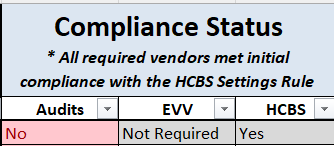 Compliance Status
* All required vendors met initial
compliance with the HCBS Settings Rule
Audits EVV HCBS
No Not Required Yes